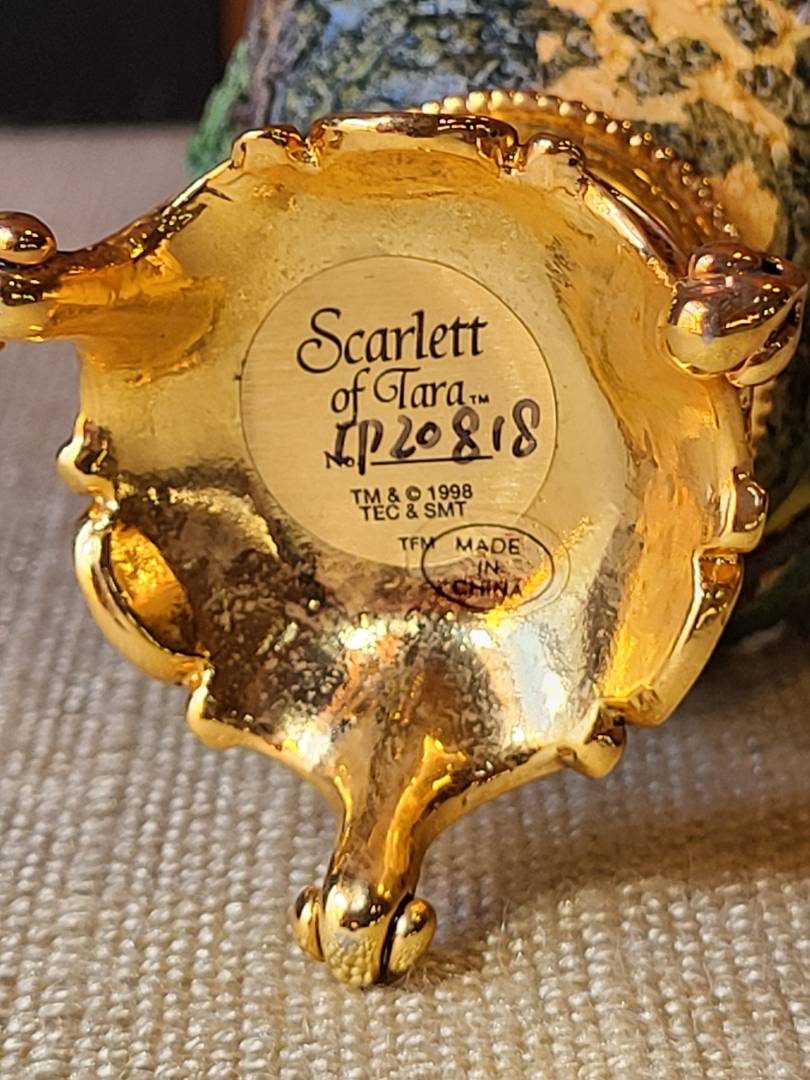 Scarlett
of Tara™
No. IP20818
TM & © 1998
TEC & SMT
TFM
MADE
IN
CHINA